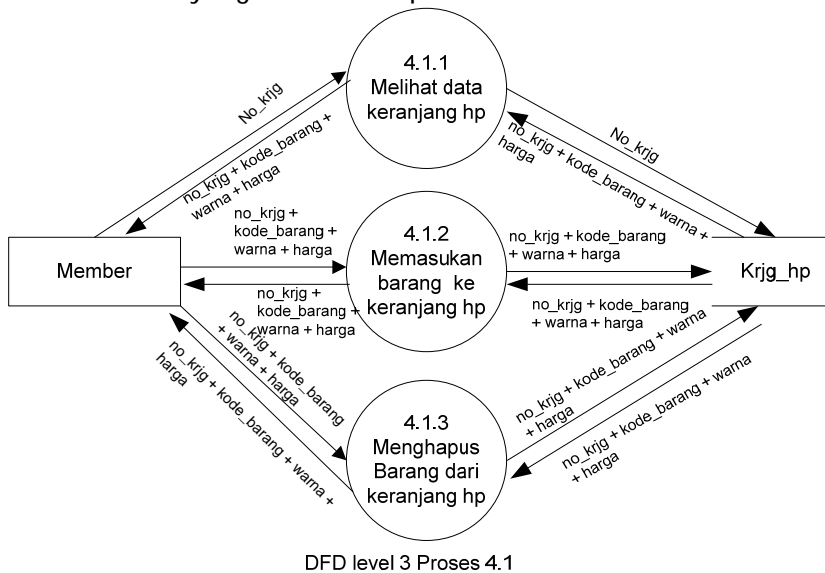 4.1.1
Melihat data
keranjang hp
No_krjg
no_krjg + kode_barang +
warna + harga
No_krjg
no_krjg + kode_barang + warna +
harga
Member
no_krjg +
kode_barang +
warna + harga
no_krjg +
kode_barang +
warna + harga
4.1.2
Memasukan
barang ke
keranjang hp
no_krjg + kode_barang
+ warna + harga
no_krjg + kode_barang
+ warna + harga
Krjg_hp
no_krjg + kode_barang
+ warna + harga
no_krjg + kode_barang + warna +
harga
4.1.3
Menghapus
Barang dari
keranjang hp
no_krjg + kode_barang + warna
+ harga
no_krjg + kode_barang + warna
+ harga
DFD level 3 Proses 4.1